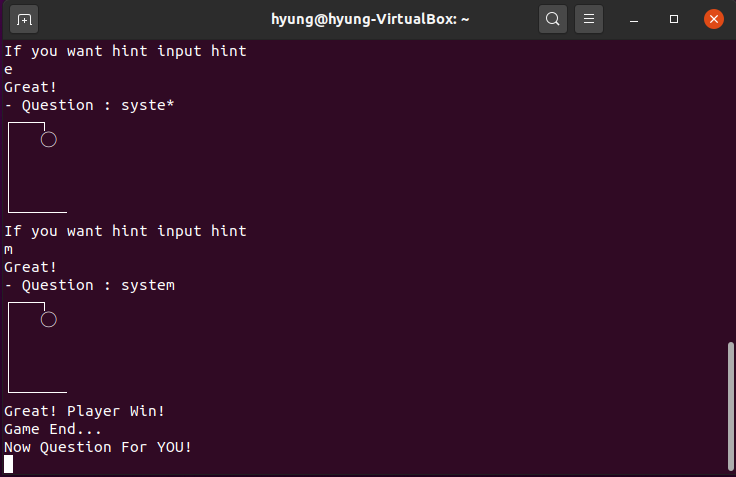 hyung@hyung-VirtualBox: ~
If you want hint input hint
e
Great!
- Question : syste*
If you want hint input hint
m
Great!
- Question : system
Great! Player Win!
Game End...
Now Question For YOU!